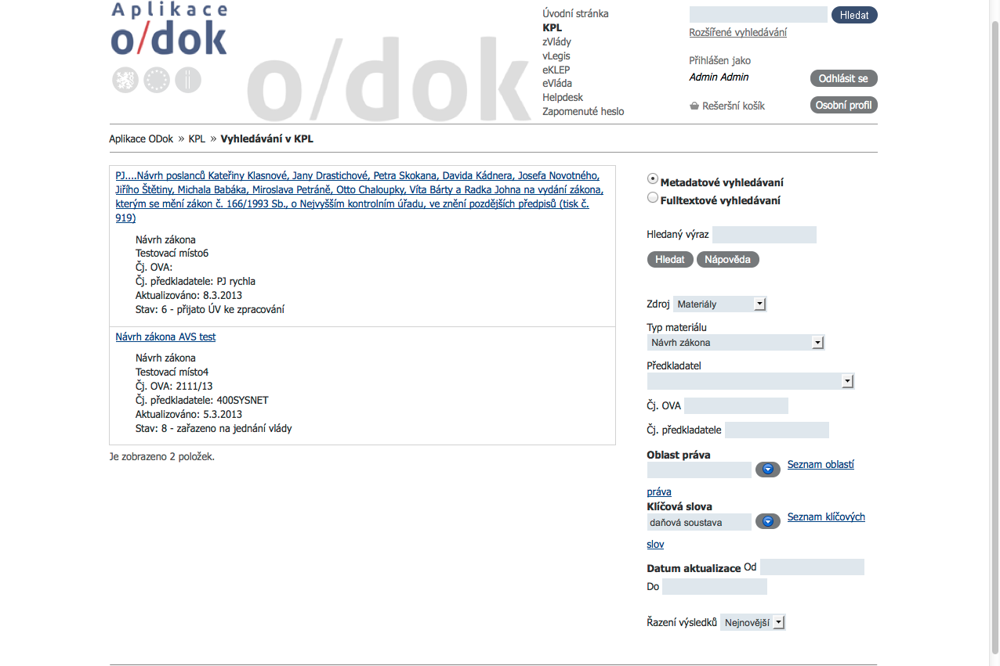 Aplikace
o/dok
o/dok
Úvodní stránka
KPL
zVlády
vLegis
eKLEP
eVláda
Helpdesk
Zapomenuté heslo
Hledat
Rozšířené vyhledávání
Přihlášen jako
Admin Admin
Odhlásit se
Rešeršní košík
Osobní profil
Aplikace ODok » KPL » Vyhledávání v KPL
PJ....Návrh poslanců Kateřiny Klasnové, Jany Drastichové, Petra Skokana, Davida Kádnera, Josefa Novotného,
Jiřího Štětiny, Michala Babáka, Miroslava Petráně, Otto Chaloupky, Víta Bárty a Radka Johna na vydání zákona,
kterým se mění zákon č. 166/1993 Sb., o Nejvyšším kontrolním úřadu, ve znění pozdějších předpisů (tisk č.
919)
Návrh zákona
Testovací místo6
Čj. OVA:
Čj. předkladatele: PJ rychla
Aktualizováno: 8.3.2013
Stav: 6 - přijato ÚV ke zpracování
Návrh zákona AVS test
Návrh zákona
Testovací místo4
Čj. OVA: 2111/13
Čj. předkladatele: 400SYSNET
Aktualizováno: 5.3.2013
Stav: 8 - zařazeno na jednání vlády
Je zobrazeno 2 položek.
Metadatové vyhledávaní
Fulltextové vyhledávaní
Hledaný výraz
Hledat Nápověda
Zdroj Materiály
Typ materiálu
Návrh zákona
Předkladatel
Čj. OVA
Čj. předkladatele
Oblast práva
Seznam oblastí
práva
Klíčová slova
daňová soustava Seznam klíčových
slov
Datum aktualizace Od
Do
Řazení výsledků Nejnovější